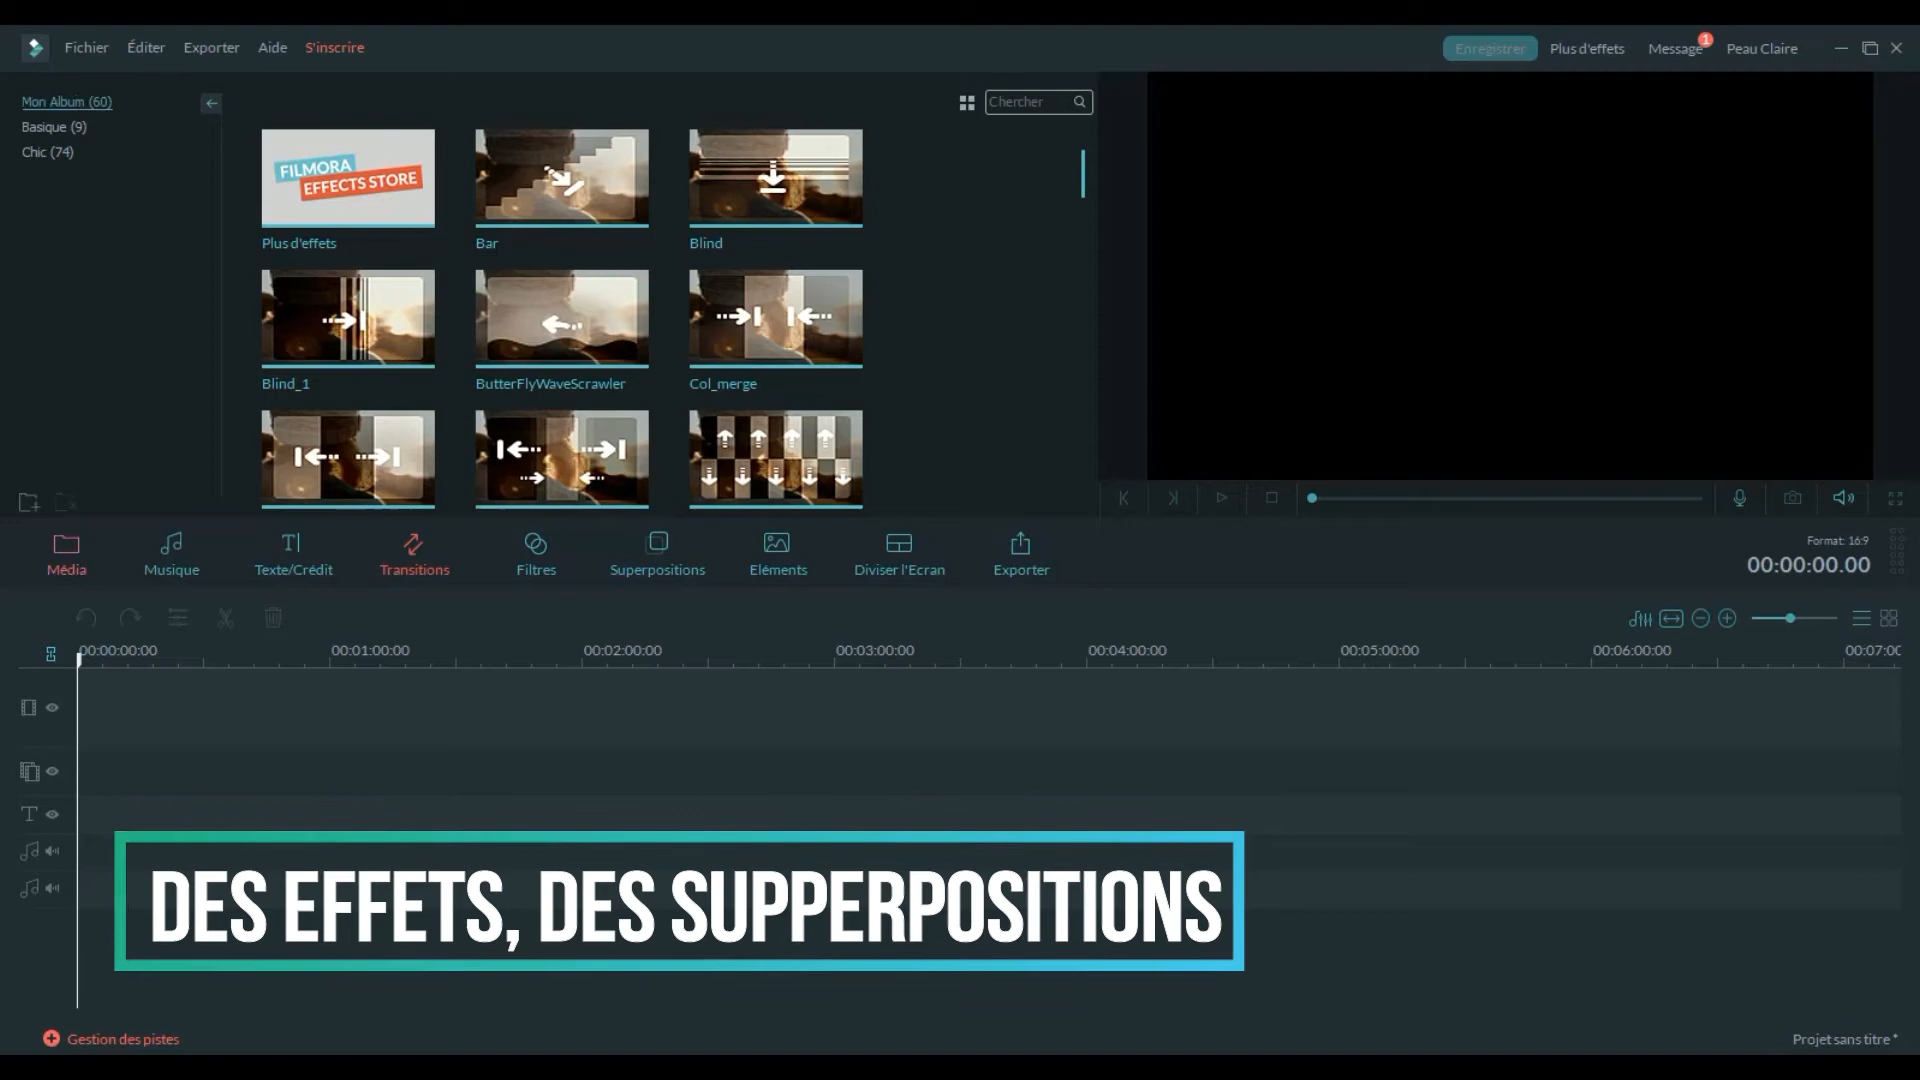 Fichier Éditer Exporter Aide S'inscrire
Enregistrer Plus d'effets Message 1 Peau Claire
Mon Album (60)
Basique (9)
Chic (74)
Chercher
FILMORA
EFFECTS STORE
Plus d'effets Bar Blind
Blind_1 ButterFlyWaveScrawler Col_merge
Média Musique Texte/Crédit Transitions Filtres Superpositions Eléments Diviser l'Ecran Exporter
Format: 16:9
00:00:00.00
00:00:00:00 00:01:00:00 00:02:00:00 00:03:00:00 00:04:00:00 00:05:00:00 00:06:00:00 00:07:00
DES EFFETS, DES SUPPERPOSITIONS
Gestion des pistes
Projet sans titre *